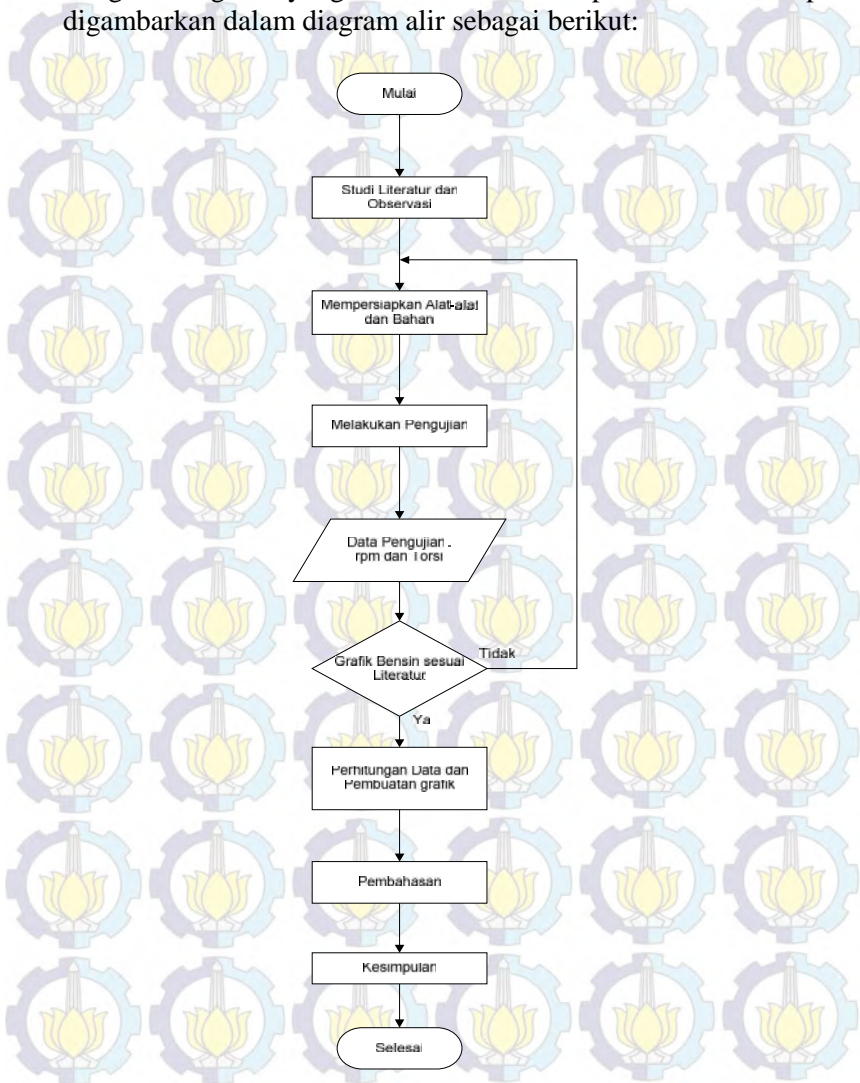 digambarkan dalam diagram alir sebagai berikut:
Mulai
Studi Literatur dan
Observasi
Mempersiapkan Alat-alat
dan Bahan
Melakukan Pengujian
Data Pengujian :
rpm dan Torsi
Grafik Bensin sesuai
Literatur
Tidak
Ya
Perhitungan Data dan
Pembuatan grafik
Pembahasan
Kesimpulan
Selesai